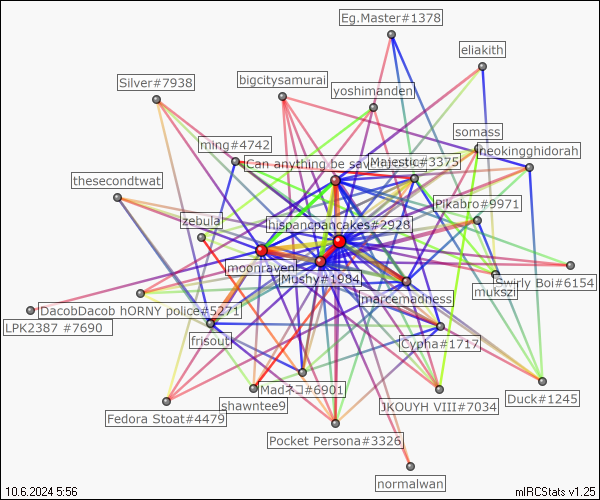 Eg.Master#1378
eliakith
Silver#7938
bigcitysamurai
yoshimanden
somass
ming#4742
neokingghidorah
Can anything be sav
Majestic#3375
thesecondtwat
Pikabro#9971
zebula
hispancpancakes#2928
moonraven
Mushy#1984
Swirly Boi#6154
mukszi
marcemadness
DacobDacob hORNY police#5271
LPK2387 #7690
frisout
Cypha#1717
Madネコ#6901
Duck#1245
shawntee9
JKOUYH VIII#7034
Fedora Stoat#4479
Pocket Persona#3326
normalwan
10.6.2024 5:56
mIRCStats v1.25